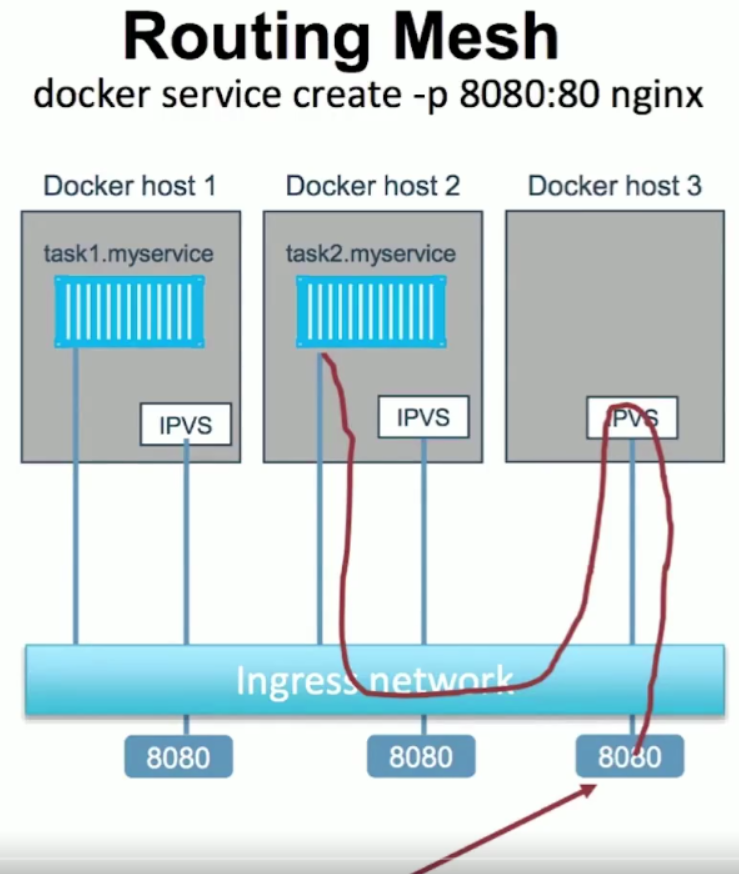 Routing Mesh
docker service create -p 8080:80 nginx
Docker host 1
Docker host 2
Docker host 3
task1.myservice
task2.myservice
IPVS
IPVS
IPVS
Ingress network
8080
8080
8080